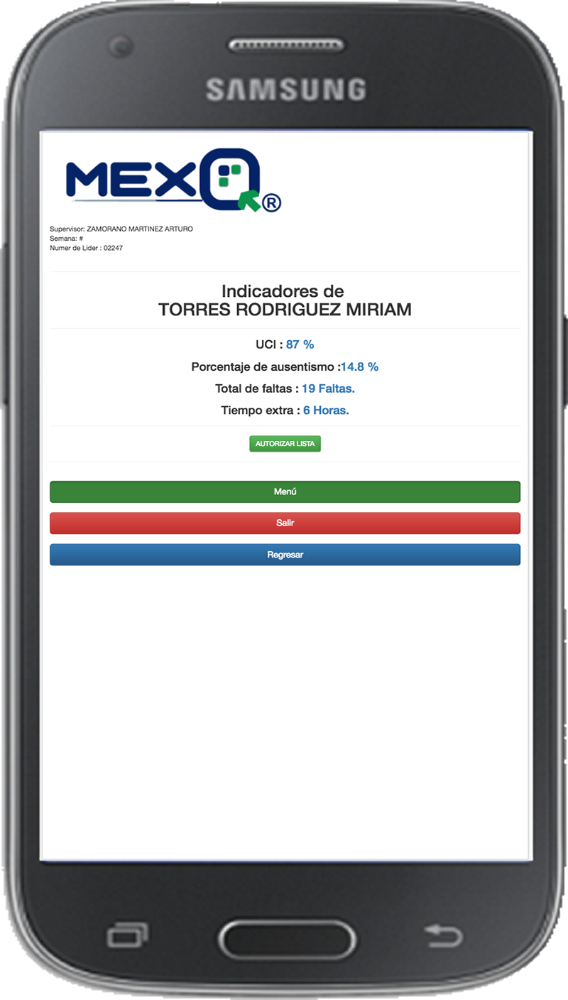 SAMSUNG
MEXQ®
Supervisor: ZAMORANO MARTINEZ ARTURO
Semana: #
Numer de Líder : 02247
Indicadores de
TORRES RODRIGUEZ MIRIAM
UCI : 87 %
Porcentaje de ausentismo :14.8 %
Total de faltas : 19 Faltas.
Tiempo extra : 6 Horas.
AUTORIZAR LISTA
Menú
Salir
Regresar